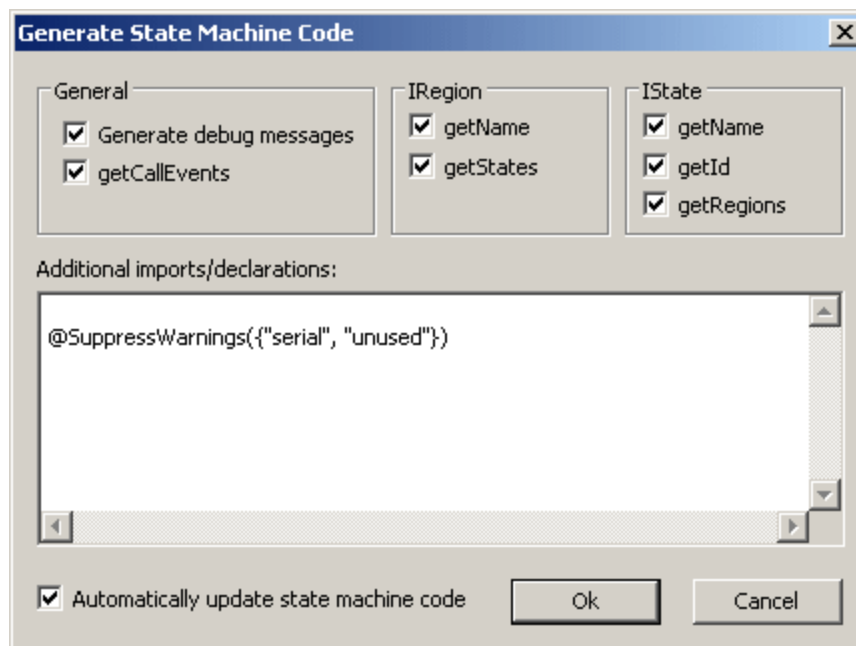 Generate State Machine Code
General
Generate debug messages
getCallEvents
IRegion
getName
getStates
IState
getName
getId
getRegions
Additional imports/declarations:
@SuppressWarnings({"serial", "unused"})
Automatically update state machine code
Ok
Cancel